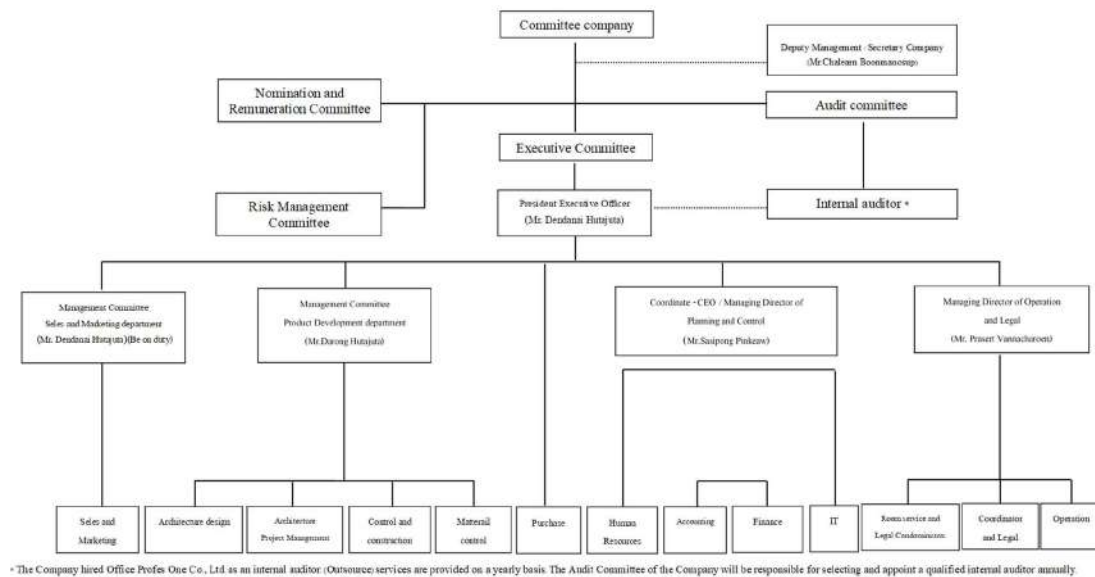 Committee company
Deputy Management / Secretary Company
(Mr.Chalearn Boonmanosup)
Nomination and
Remuneration Committee
Audit committee
Executive Committee
Risk Management
Committee
President Executive Officer
(Mr. Dendanai Hutajuta)
Internal auditor *
Management Committee
Seles and Marketing department
(Mr. Dendanai Hutajuta)(Be on duty)
Management Committee
Product Development department
(Mr.Darong Hutajuta)
Coordinate -CEO / Managing Director of
Planning and Control
(Mr.Sasipong Pinkeaw)
Managing Director of Operation
and Legal
(Mr. Prasert Vannacharoen)
Seles and
Marketing
Architecture design
Architecture
Project Management
Control and
construction
Material
control
Purchase
Human
Resources
Accounting
Finance
IT
Room service and
Legal Condominium
Coordinator
and Legal
Operation
* The Company hired Office Profes One Co., Ltd. as an internal auditor (Outsource) services are provided on a yearly basis. The Audit Committee of the Company will be responsible for selecting and appoint a qualified internal auditor annually.